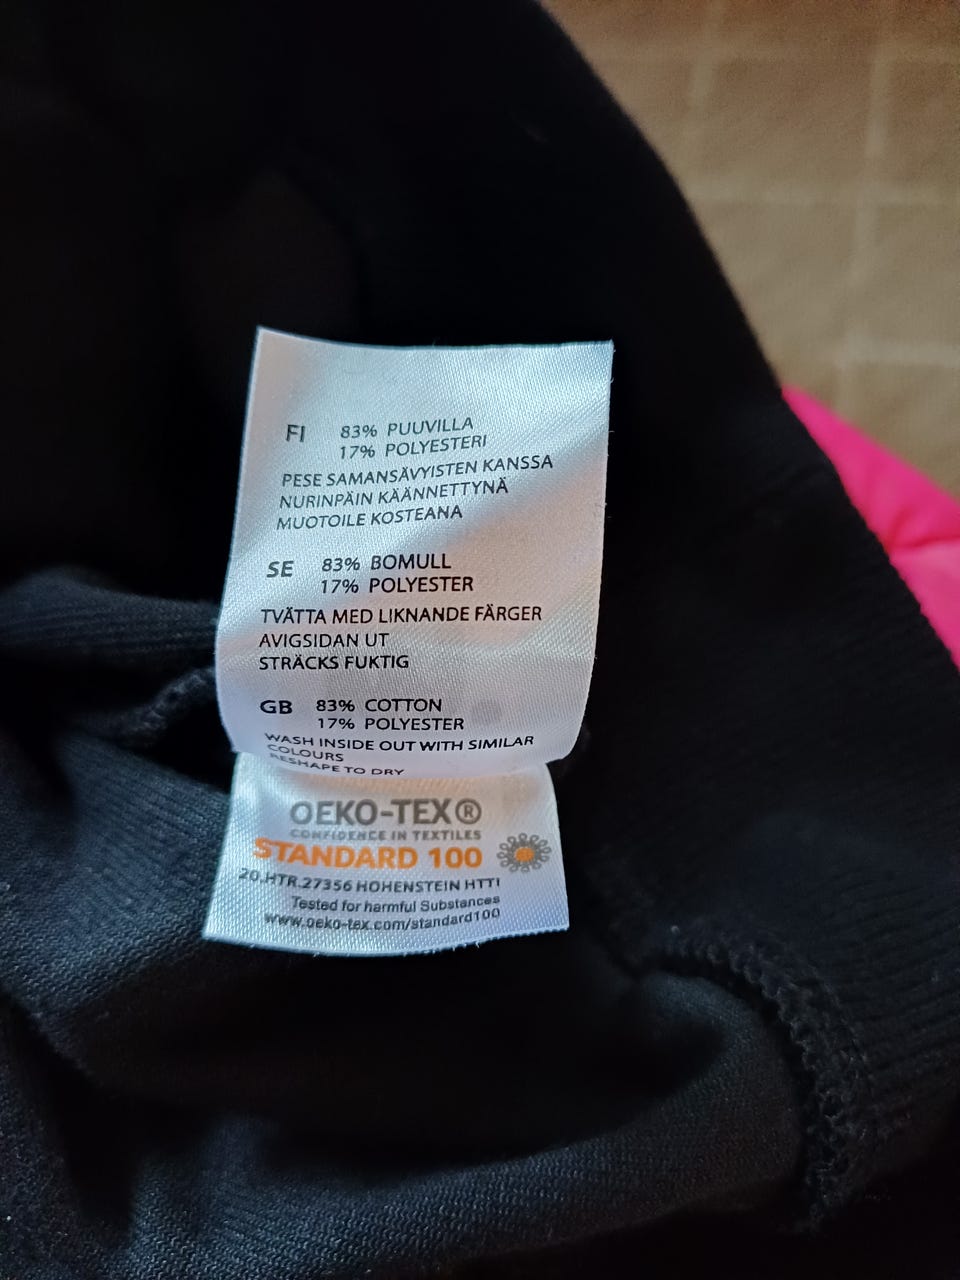 FI 83% PUUVILLA
17% POLYESTERI
PESE SAMANSÄVYISTEN KANSSA
NURINPÄIN KÄÄNNETTYNÄ
MUOTOILE KOSTEANA
SE 83% BOMULL
17% POLYESTER
TVÄTTA MED LIKNANDE FÄRGER
AVIGSIDAN UT
STRÄCKS FUKTIG
GB 83% COTTON
17% POLYESTER
WASH INSIDE OUT WITH SIMILAR
COLOURS
RESHAPE TO DRY
OEKO-TEX®
CONFIDENCE IN TEXTILES
STANDARD 100
20.HTR.27356 HOHENSTEIN HTTI
Tested for harmful Substances
www.oeko-tex.com/standard100